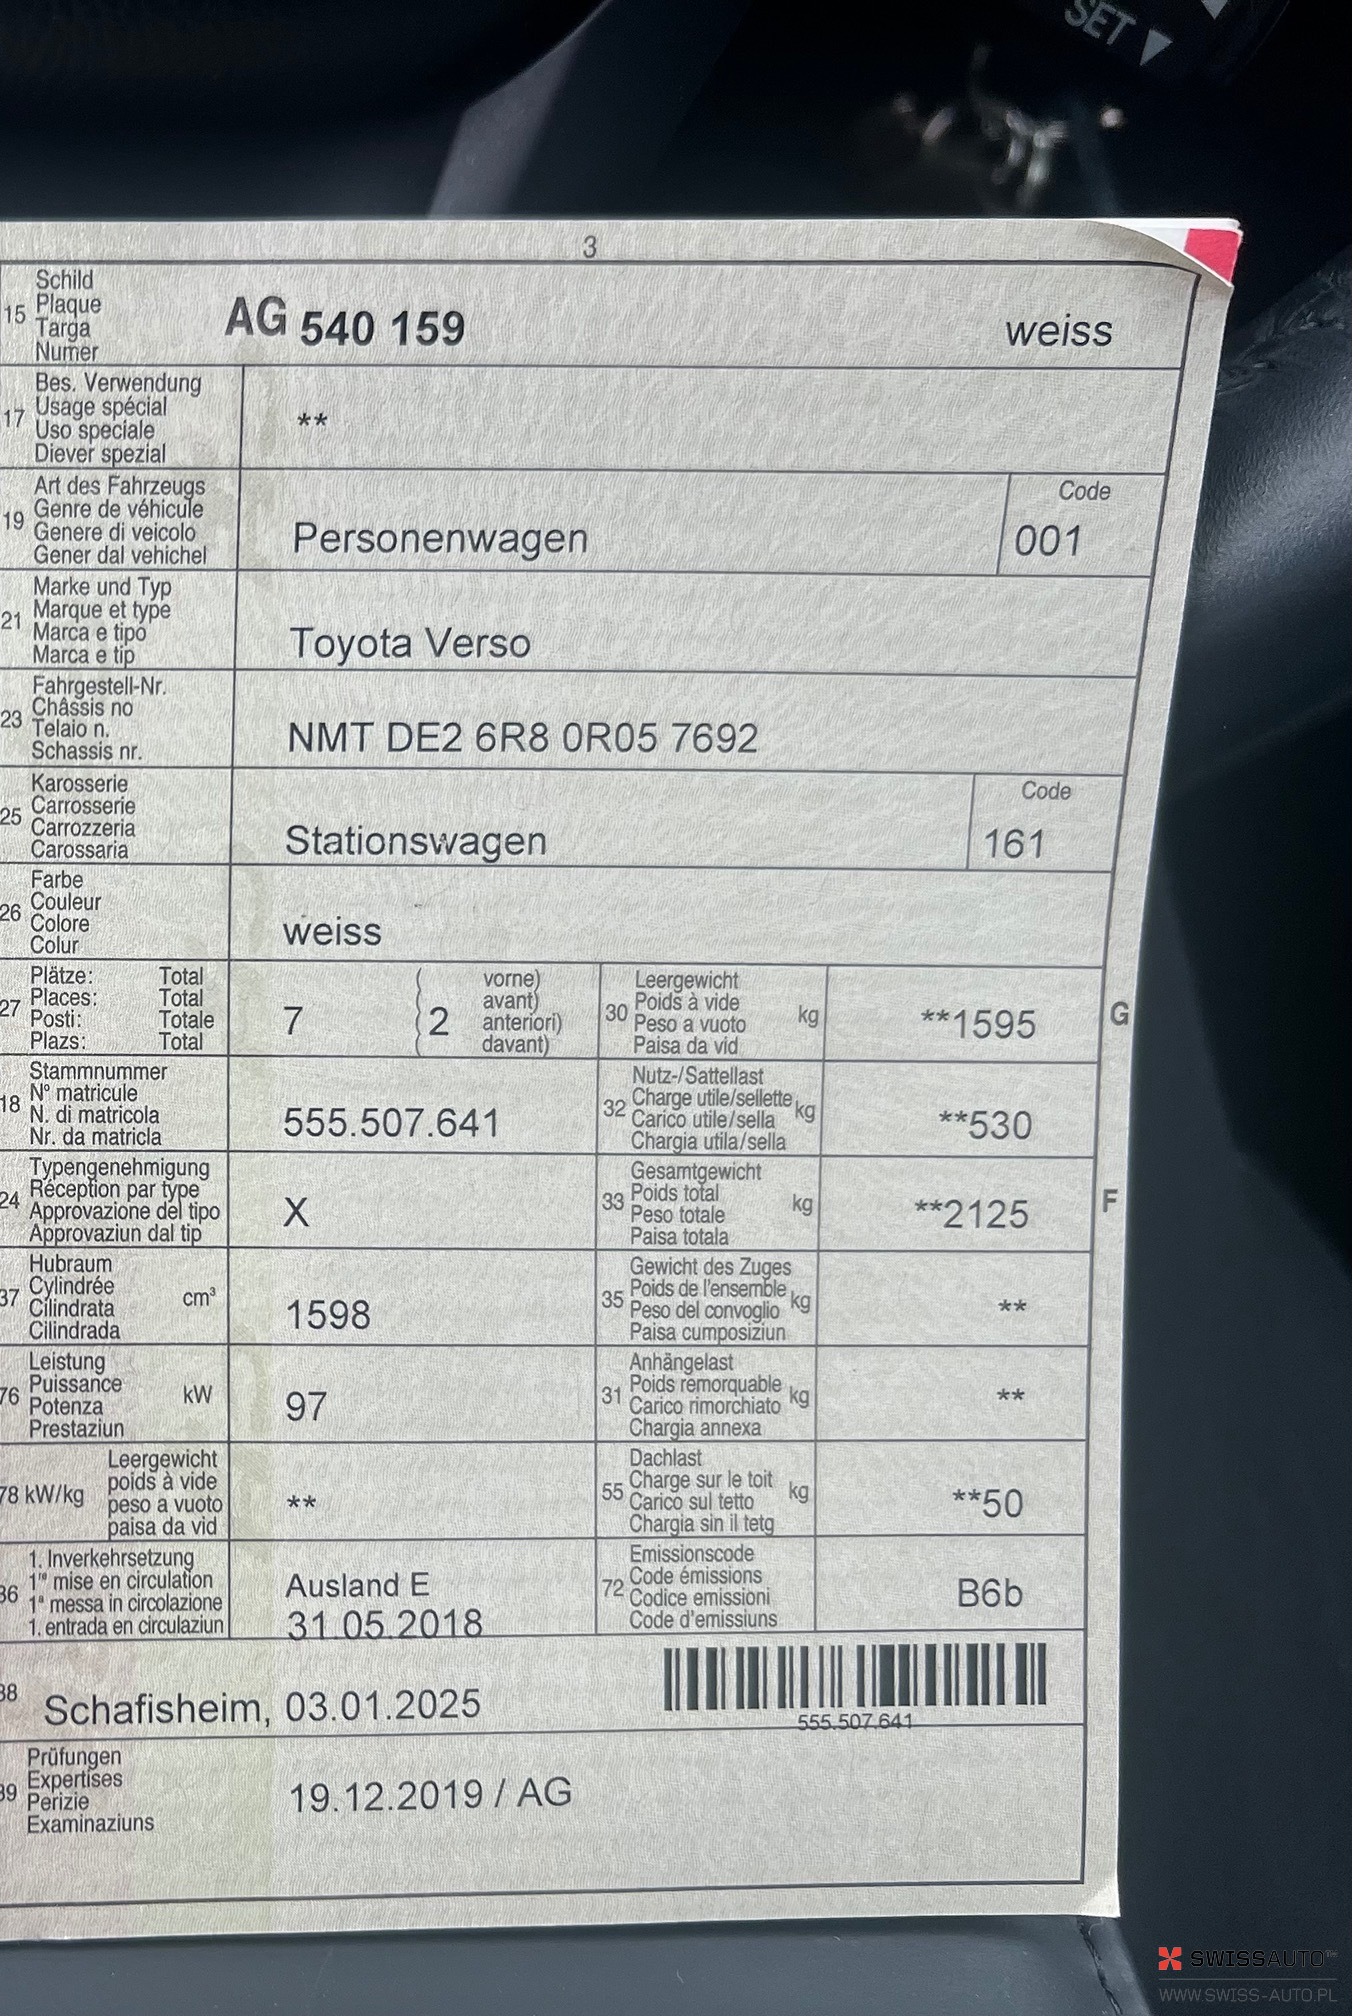 SET
3
15 Schild
Plaque
Targa
Numer
AG 540 159 weiss
17 Bes. Verwendung
Usage spécial
Uso speciale
Diever spezial
**
19 Art des Fahrzeugs
Genre de véhicule
Genere di veicolo
Gener dal vehichel
Personenwagen
Code
001
21 Marke und Typ
Marque et type
Marca e tipo
Marca e tip
Toyota Verso
23 Fahrgestell-Nr.
Châssis no
Telaio n.
Schassis nr.
NMT DE2 6R8 0R05 7692
25 Karosserie
Carrosserie
Carrozzeria
Carossaria
Stationswagen
Code
161
26 Farbe
Couleur
Colore
Colur
weiss
27 Plätze: Total
Places: Total
Posti: Totale
Plazs: Total
7 ( 2 vorne)
avant)
anteriori)
davant)
30 Leergewicht
Poids à vide
Peso a vuoto
Paisa da vid
kg
**1595
G
18 Stammnummer
N° matricule
N. di matricola
Nr. da matricla
555.507.641
32 Nutz-/Sattellast
Charge utile/sellette
Carico utile/sella
Chargia utila/sella
kg
**530
24 Typengenehmigung
Réception par type
Approvazione del tipo
Approvaziun dal tip
X
33 Gesamtgewicht
Poids total
Peso totale
Paisa totala
kg
**2125
F
37 Hubraum
Cylindrée
Cilindrata
Cilindrada
cm³
1598
35 Gewicht des Zuges
Poids de l'ensemble
Peso del convoglio
Paisa cumposiziun
kg
**
76 Leistung
Puissance
Potenza
Prestaziun
kW
97
31 Anhängelast
Poids remorquable
Carico rimorchiato
Chargia annexa
kg
**
78 kW/kg
Leergewicht
poids à vide
peso a vuoto
paisa da vid
**
55 Dachlast
Charge sur le toit
Carico sul tetto
Chargia sin il tetg
kg
**50
36 1. Inverkehrsetzung
1re mise en circulation
1a messa in circolazione
1. entrada en circulaziun
Ausland E
31.05.2018
72 Emissionscode
Code émissions
Codice emissioni
Code d'emissiuns
B6b
38 Schafisheim, 03.01.2025
555.507.641
39 Prüfungen
Expertises
Perizie
Examinaziuns
19.12.2019 / AG
SWISSAUTO
WWW.SWISS-AUTO.PL